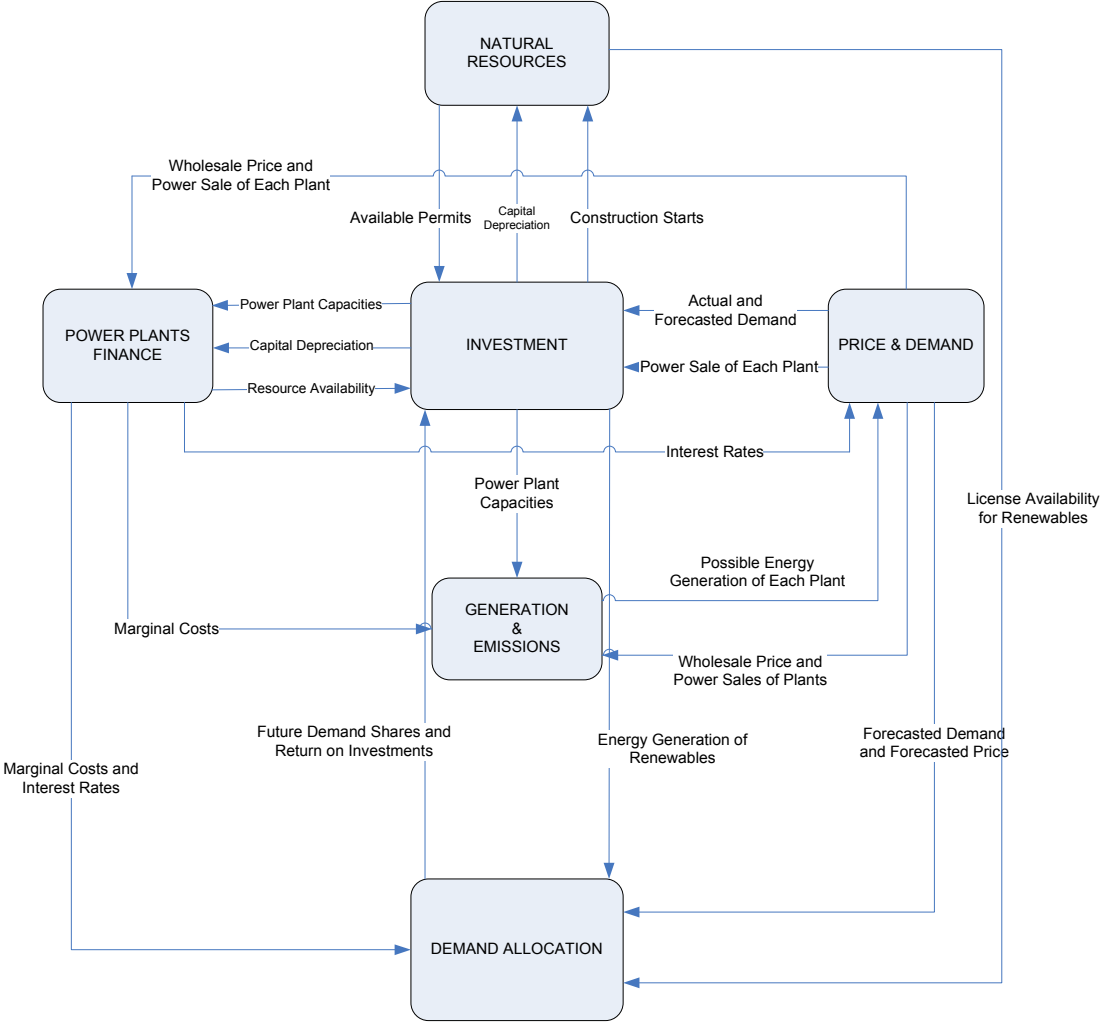 NATURAL
RESOURCES
Wholesale Price and
Power Sale of Each Plant
Available Permits
Capital
Depreciation
Construction Starts
Power Plant Capacities
Actual and
Forecasted Demand
POWER PLANTS
FINANCE
Capital Depreciation
INVESTMENT
PRICE & DEMAND
Power Sale of Each Plant
Resource Availability
Interest Rates
Power Plant
Capacities
License Availability
for Renewables
Possible Energy
Generation of Each Plant
GENERATION
&
EMISSIONS
Marginal Costs
Wholesale Price and
Power Sales of Plants
Future Demand Shares and
Return on Investments
Energy Generation of
Renewables
Forecasted Demand
and Forecasted Price
Marginal Costs and
Interest Rates
DEMAND ALLOCATION